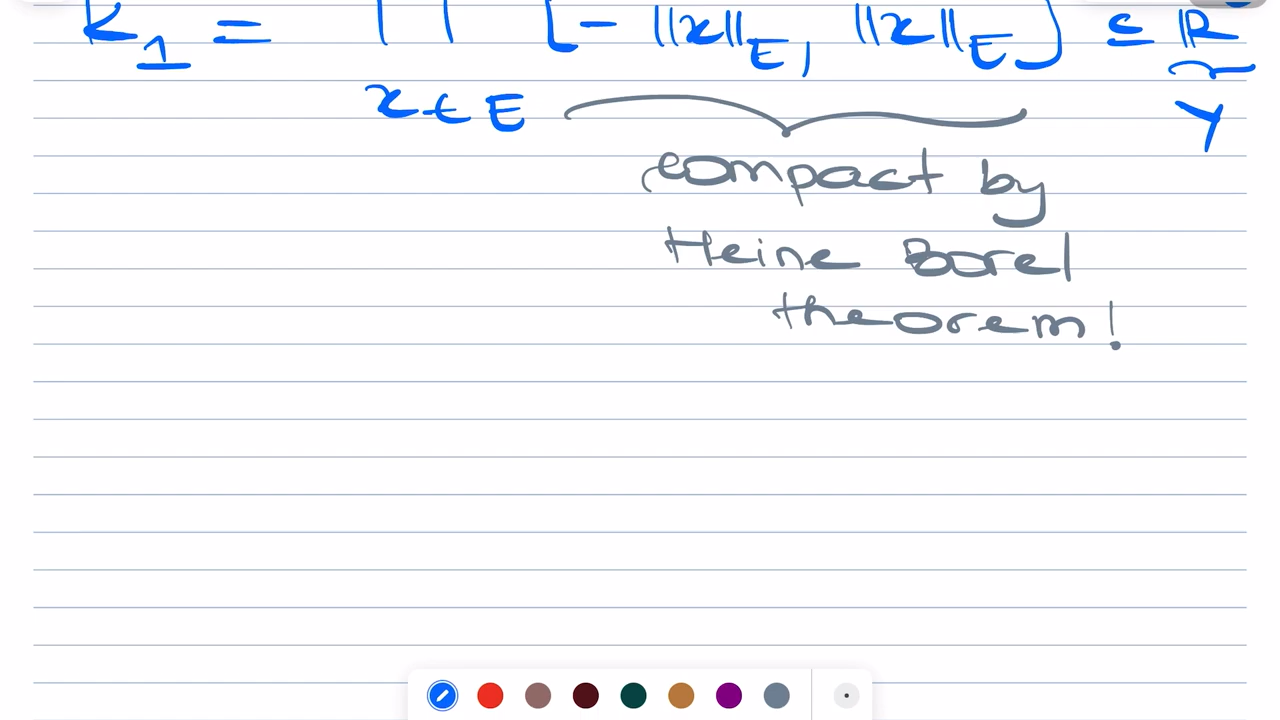 K_1 = ∏ [-||x||_E, ||x||_E] ⊆ ℝ
x ∈ E Y
compact by
Heine Borel
theorem!